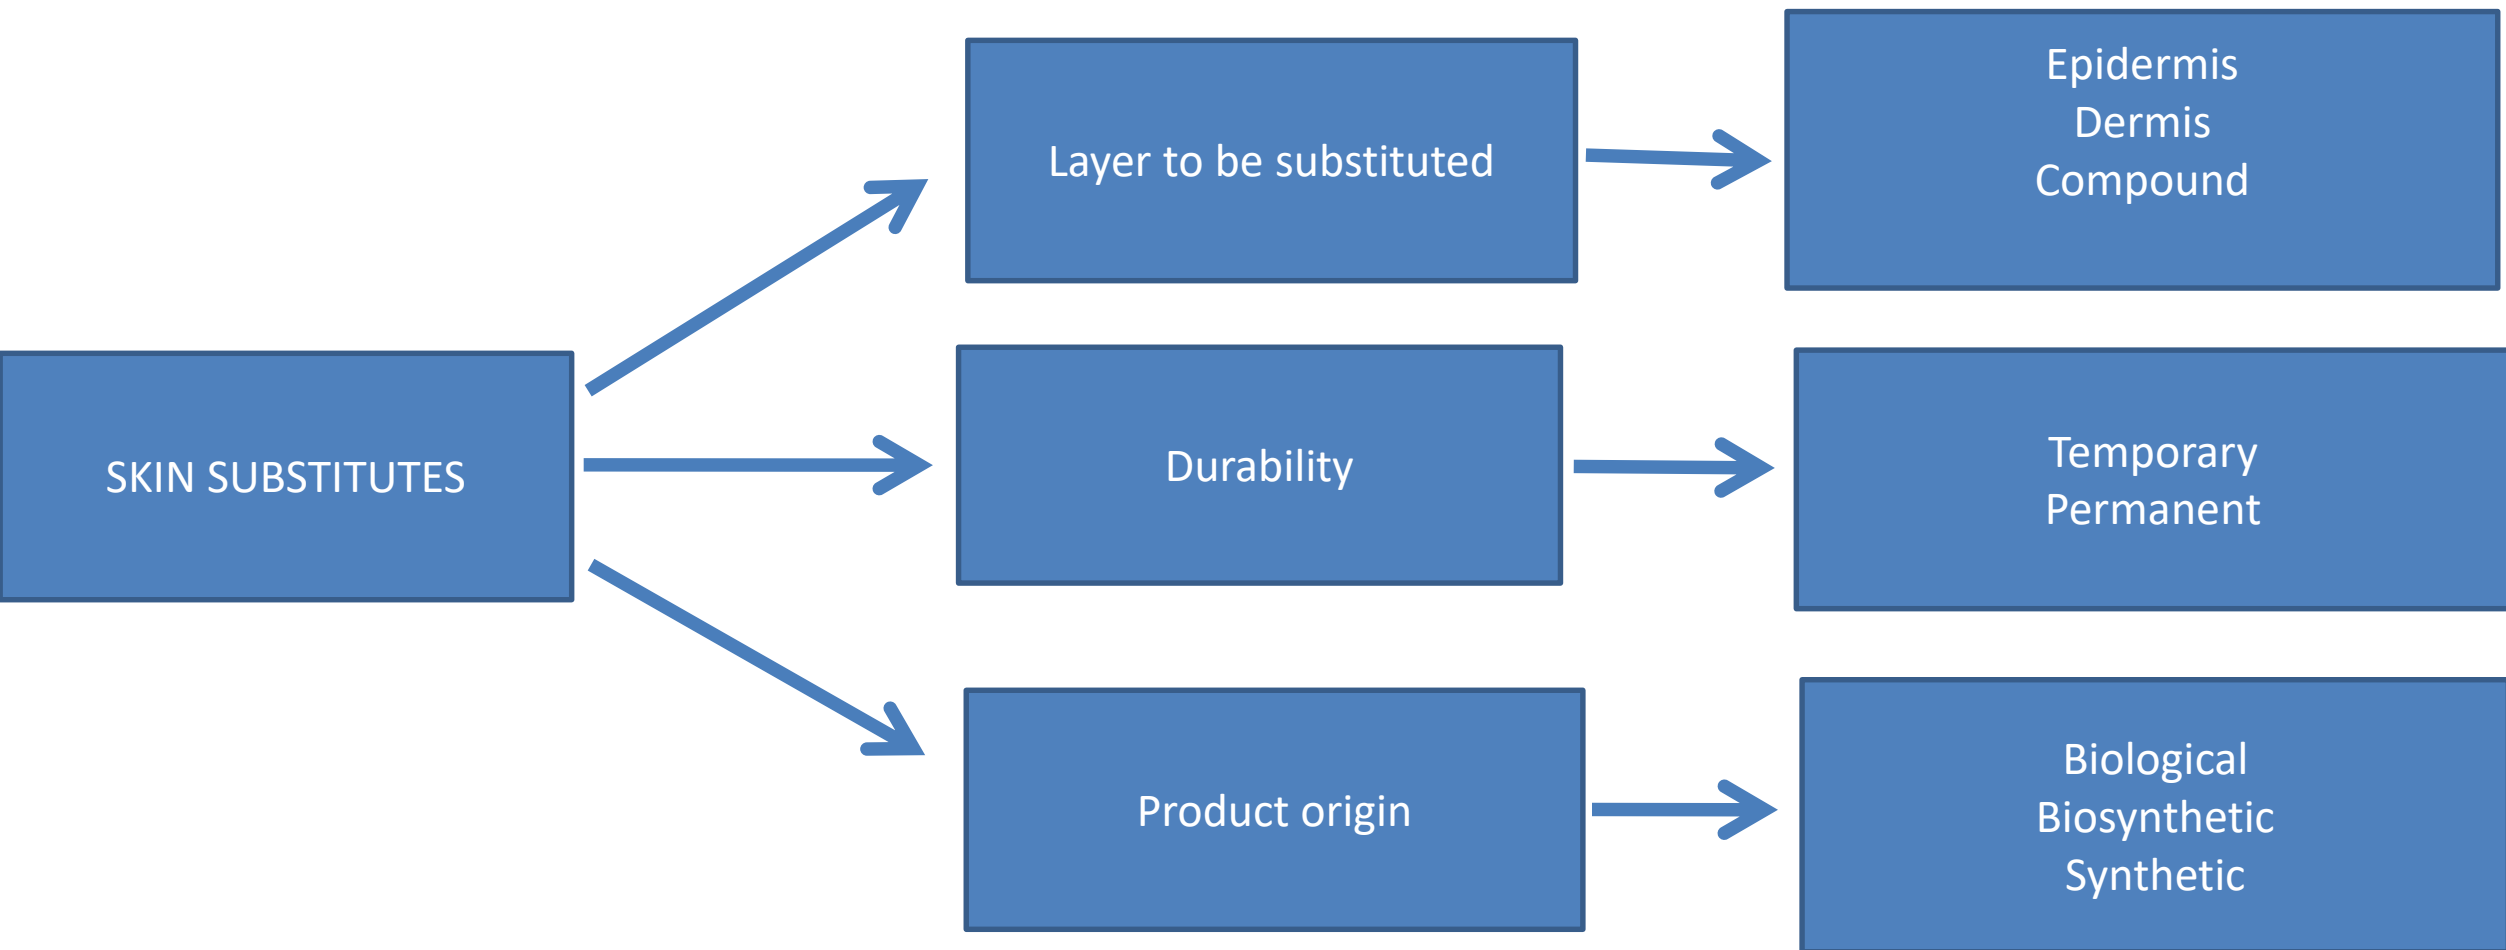 SKIN SUBSTITUTES
Layer to be substituted
Epidermis
Dermis
Compound
Durability
Temporary
Permanent
Product origin
Biological
Biosynthetic
Synthetic